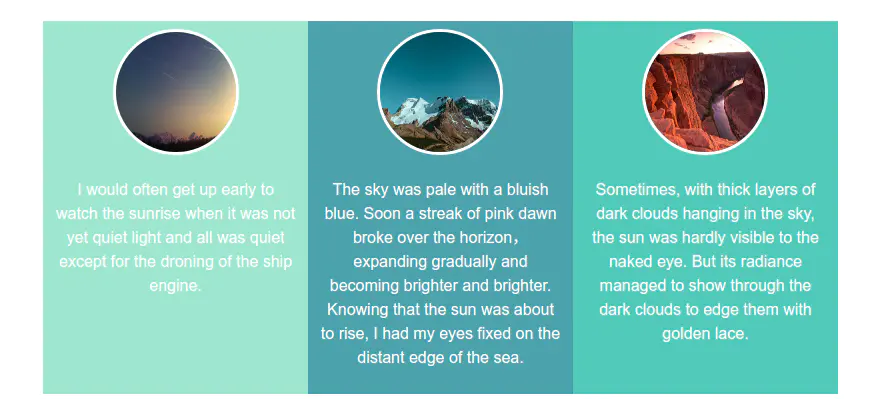 I would often get up early to
watch the sunrise when it was not
yet quiet light and all was quiet
except for the droning of the ship
engine.
The sky was pale with a bluish
blue. Soon a streak of pink dawn
broke over the horizon，
expanding gradually and
becoming brighter and brighter.
Knowing that the sun was about
to rise, I had my eyes fixed on the
distant edge of the sea.
Sometimes, with thick layers of
dark clouds hanging in the sky,
the sun was hardly visible to the
naked eye. But its radiance
managed to show through the
dark clouds to edge them with
golden lace.